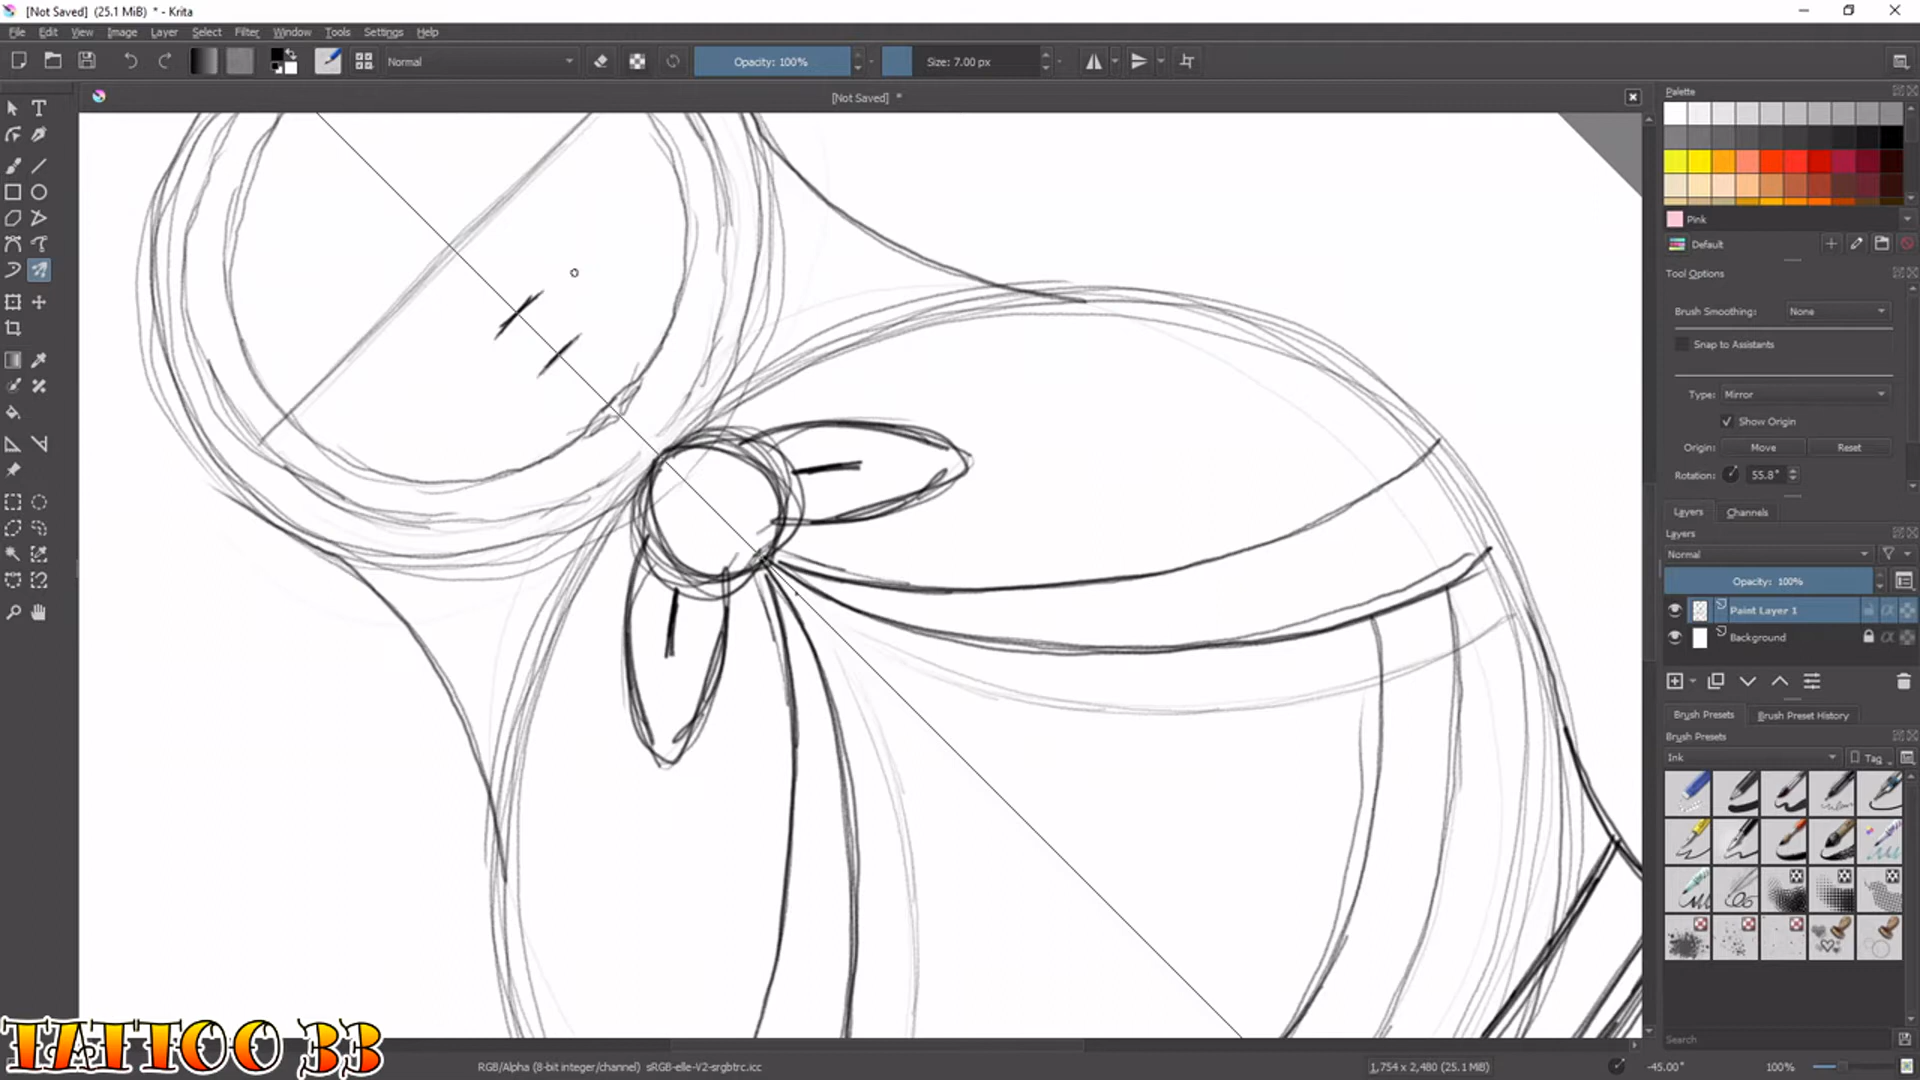 [Not Saved] (25.1 MiB) * - Krita
File Edit View Image Layer Select Filter Tools Settings Window Help
Normal
Opacity: 100%
Size: 7.00 px
[Not Saved] *
Palette
Pink
Default
Tool Options
Brush Smoothing: None
Snap to Assistants
Type: Mirror
Show Origin
Origin: Move Reset
Rotation: 55.8°
Layers Channels
Layers
Normal
Opacity: 100%
Paint Layer 1
Background
Brush Presets Brush Preset History
Brush Presets
Ink
Tag
Search
TATTOO 33
RGB/Alpha (8-bit integer/channel) sRGB-elle-V2-srgbtrc.icc
1,754 x 2,480 (25.1 MiB)
-45.00°
100%